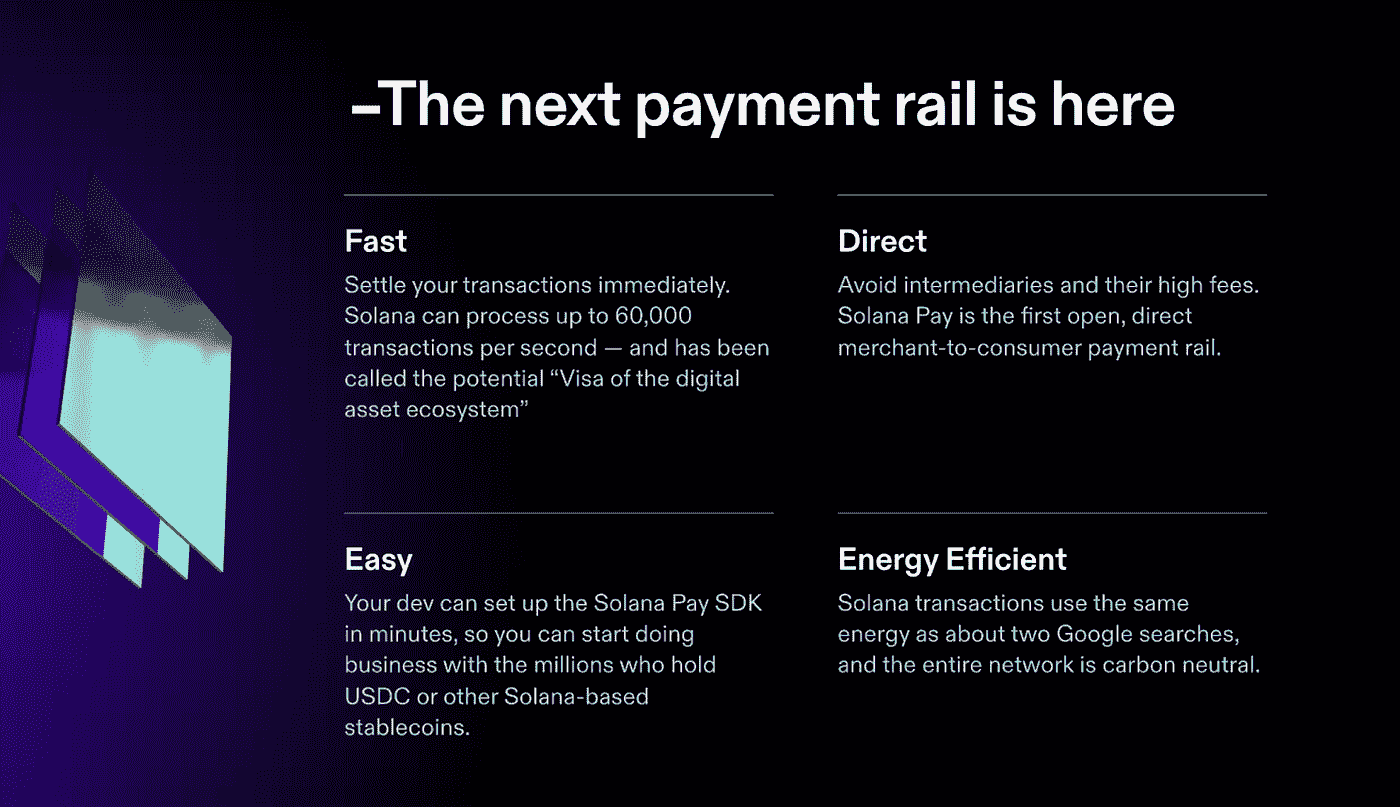 –The next payment rail is here
Fast
Settle your transactions immediately.
Solana can process up to 60,000
transactions per second — and has been
called the potential “Visa of the digital
asset ecosystem”
Direct
Avoid intermediaries and their high fees.
Solana Pay is the first open, direct
merchant-to-consumer payment rail.
Easy
Your dev can set up the Solana Pay SDK
in minutes, so you can start doing
business with the millions who hold
USDC or other Solana-based
stablecoins.
Energy Efficient
Solana transactions use the same
energy as about two Google searches,
and the entire network is carbon neutral.